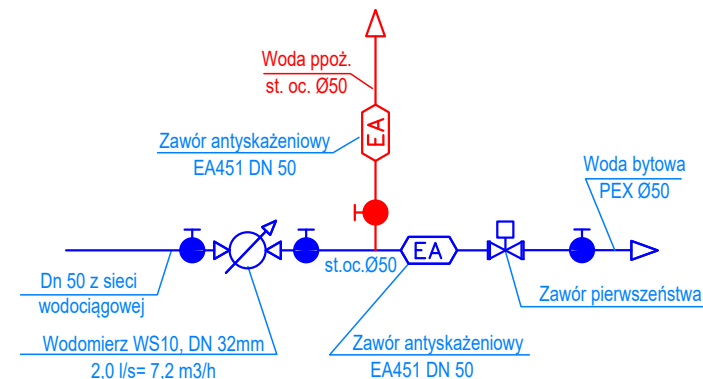 Woda ppoż.
st. oc. Ø50
EA
Zawór antyskażeniowy
EA451 DN 50
Woda bytowa
PEX Ø50
EA
st.oc.Ø50
Dn 50 z sieci
wodociągowej
Zawór pierwszeństwa
Wodomierz WS10, DN 32mm
2,0 l/s= 7,2 m3/h
Zawór antyskażeniowy
EA451 DN 50